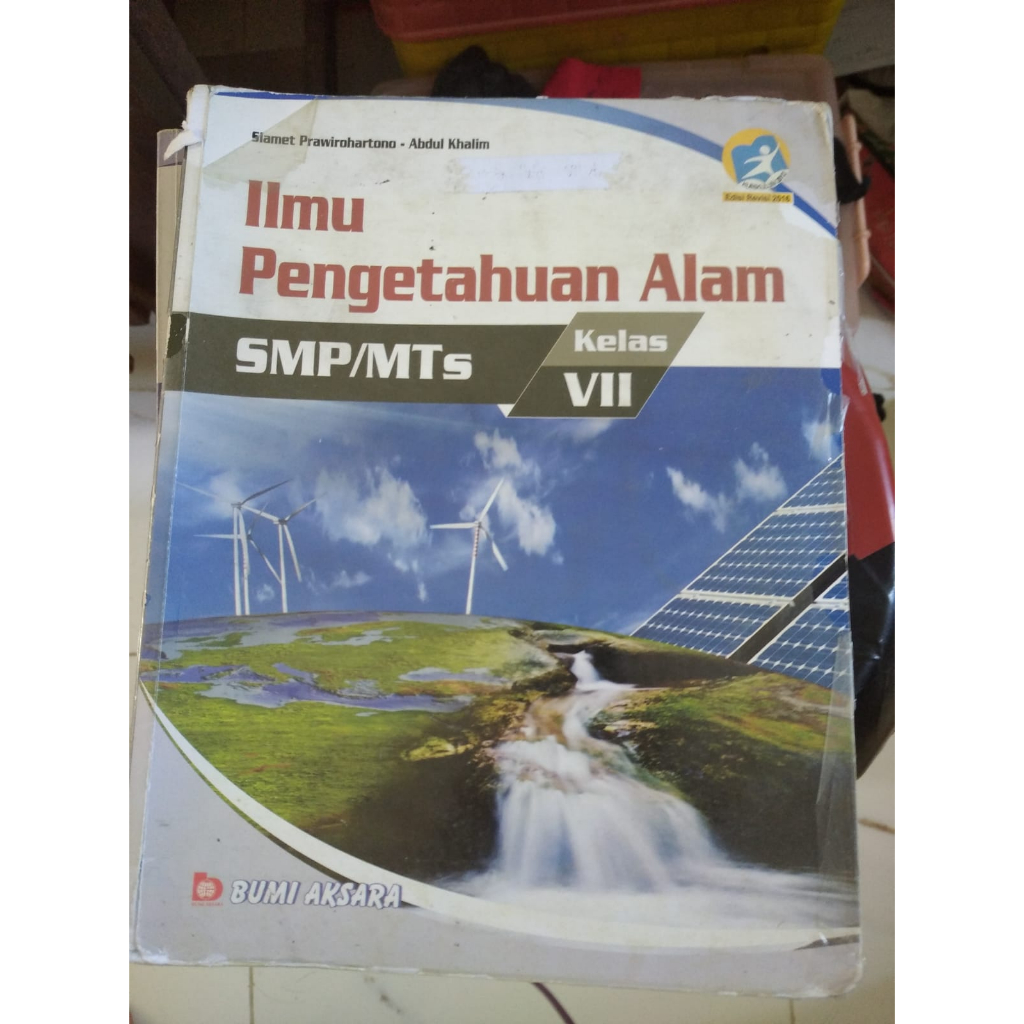 Slamet Prawirohartono - Abdul Khalim
Edisi Revisi 2016
Ilmu
Pengetahuan Alam
SMP/MTs
Kelas
VII
BUMI AKSARA